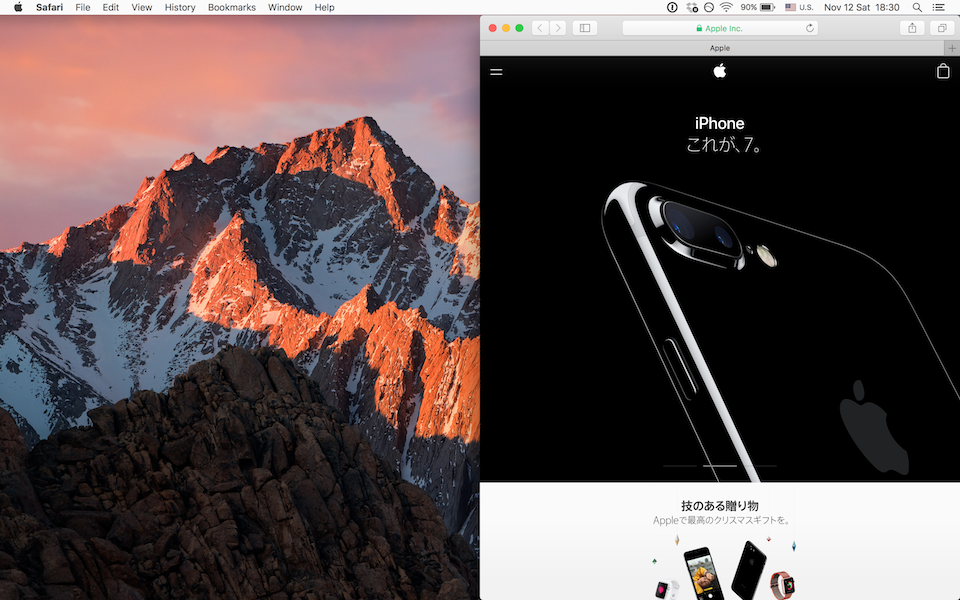 Safari File Edit View History Bookmarks Window Help 90% U.S. Nov 12 Sat 18:30
Apple Inc.
Apple
iPhone
これが、7。
技のある贈り物
Appleで最高のクリスマスギフトを。